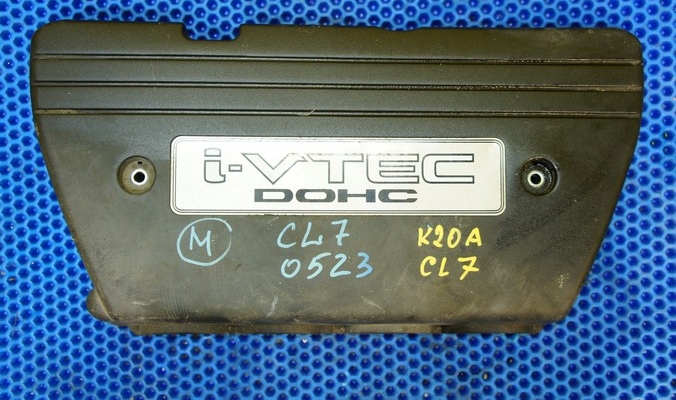 i-VTEC
DOHC
M
CL7
0523
K20A
CL7